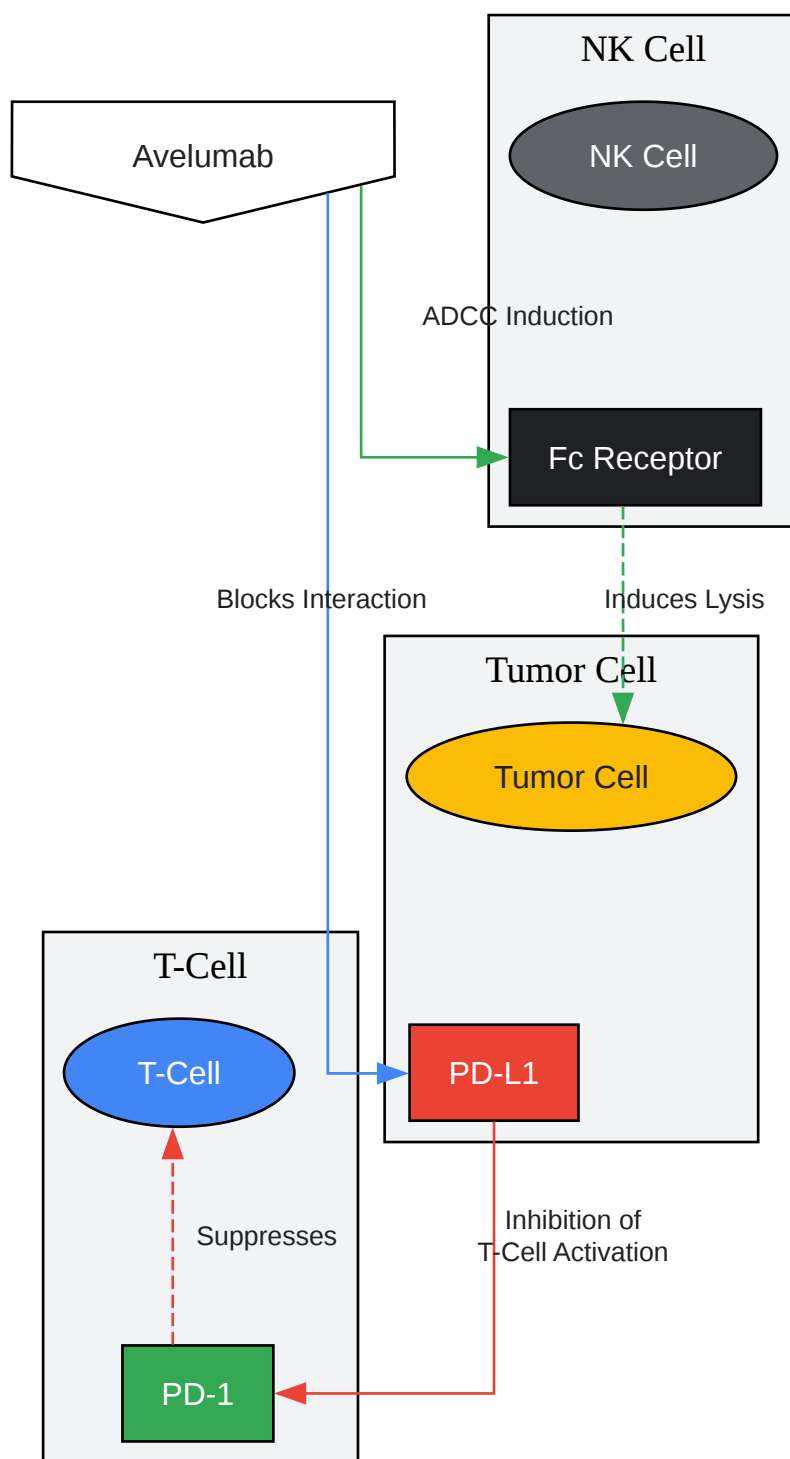 NK Cell
NK Cell
Avelumab
ADCC Induction
Fc Receptor
Blocks Interaction
Induces Lysis
Tumor Cell
Tumor Cell
T-Cell
T-Cell
PD-L1
Suppresses
Inhibition of
T-Cell Activation
PD-1